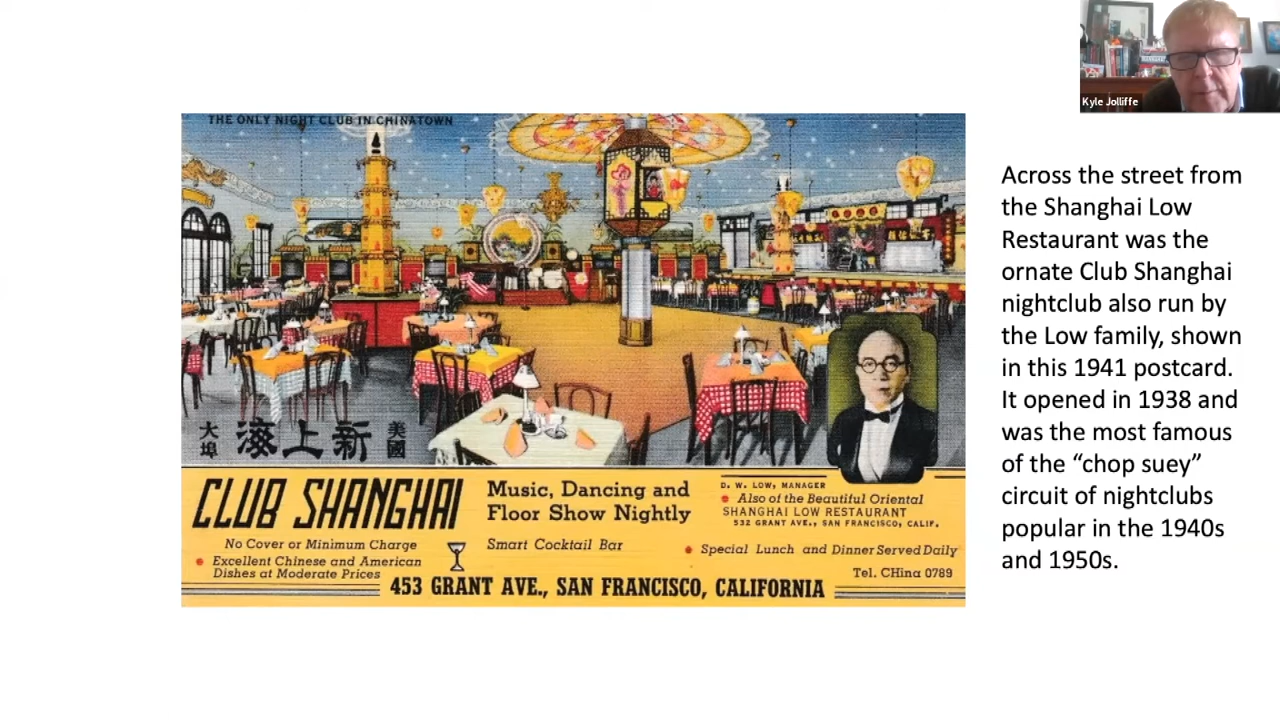 Kyle Jolliffe
THE ONLY NIGHT CLUB IN CHINATOWN
大埠
海上新
美國
CLUB SHANGHAI
No Cover or Minimum Charge
Excellent Chinese and American
Dishes at Moderate Prices
Music, Dancing and
Floor Show Nightly
Smart Cocktail Bar
D. W. LOW, MANAGER
Also of the Beautiful Oriental
SHANGHAI LOW RESTAURANT
532 GRANT AVE., SAN FRANCISCO, CALIF.
Special Lunch and Dinner Served Daily
Tel. CHina 0789
453 GRANT AVE., SAN FRANCISCO, CALIFORNIA
Across the street from
the Shanghai Low
Restaurant was the
ornate Club Shanghai
nightclub also run by
the Low family, shown
in this 1941 postcard.
It opened in 1938 and
was the most famous
of the “chop suey”
circuit of nightclubs
popular in the 1940s
and 1950s.